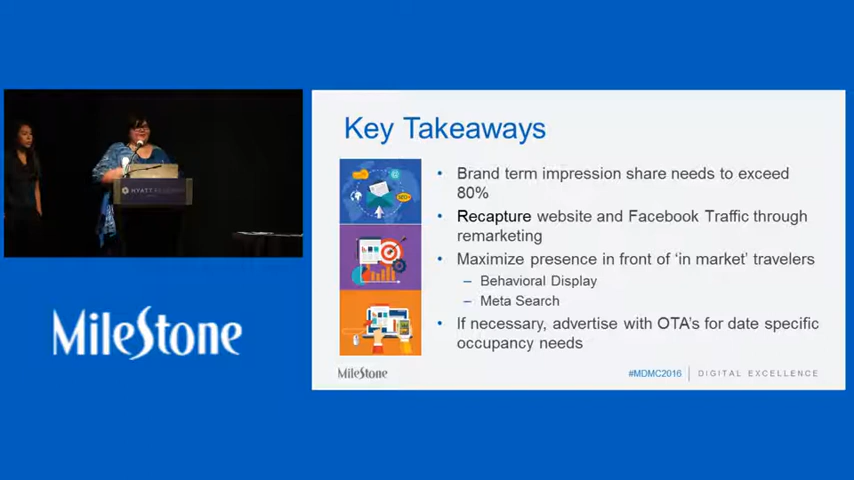 Key Takeaways
• Brand term impression share needs to exceed
80%
• Recapture website and Facebook Traffic through
remarketing
• Maximize presence in front of ‘in market’ travelers
– Behavioral Display
– Meta Search
• If necessary, advertise with OTA’s for date specific
occupancy needs
MileStone
#MDMC2016 | DIGITAL EXCELLENCE
HYATT REGENCY
MileStone